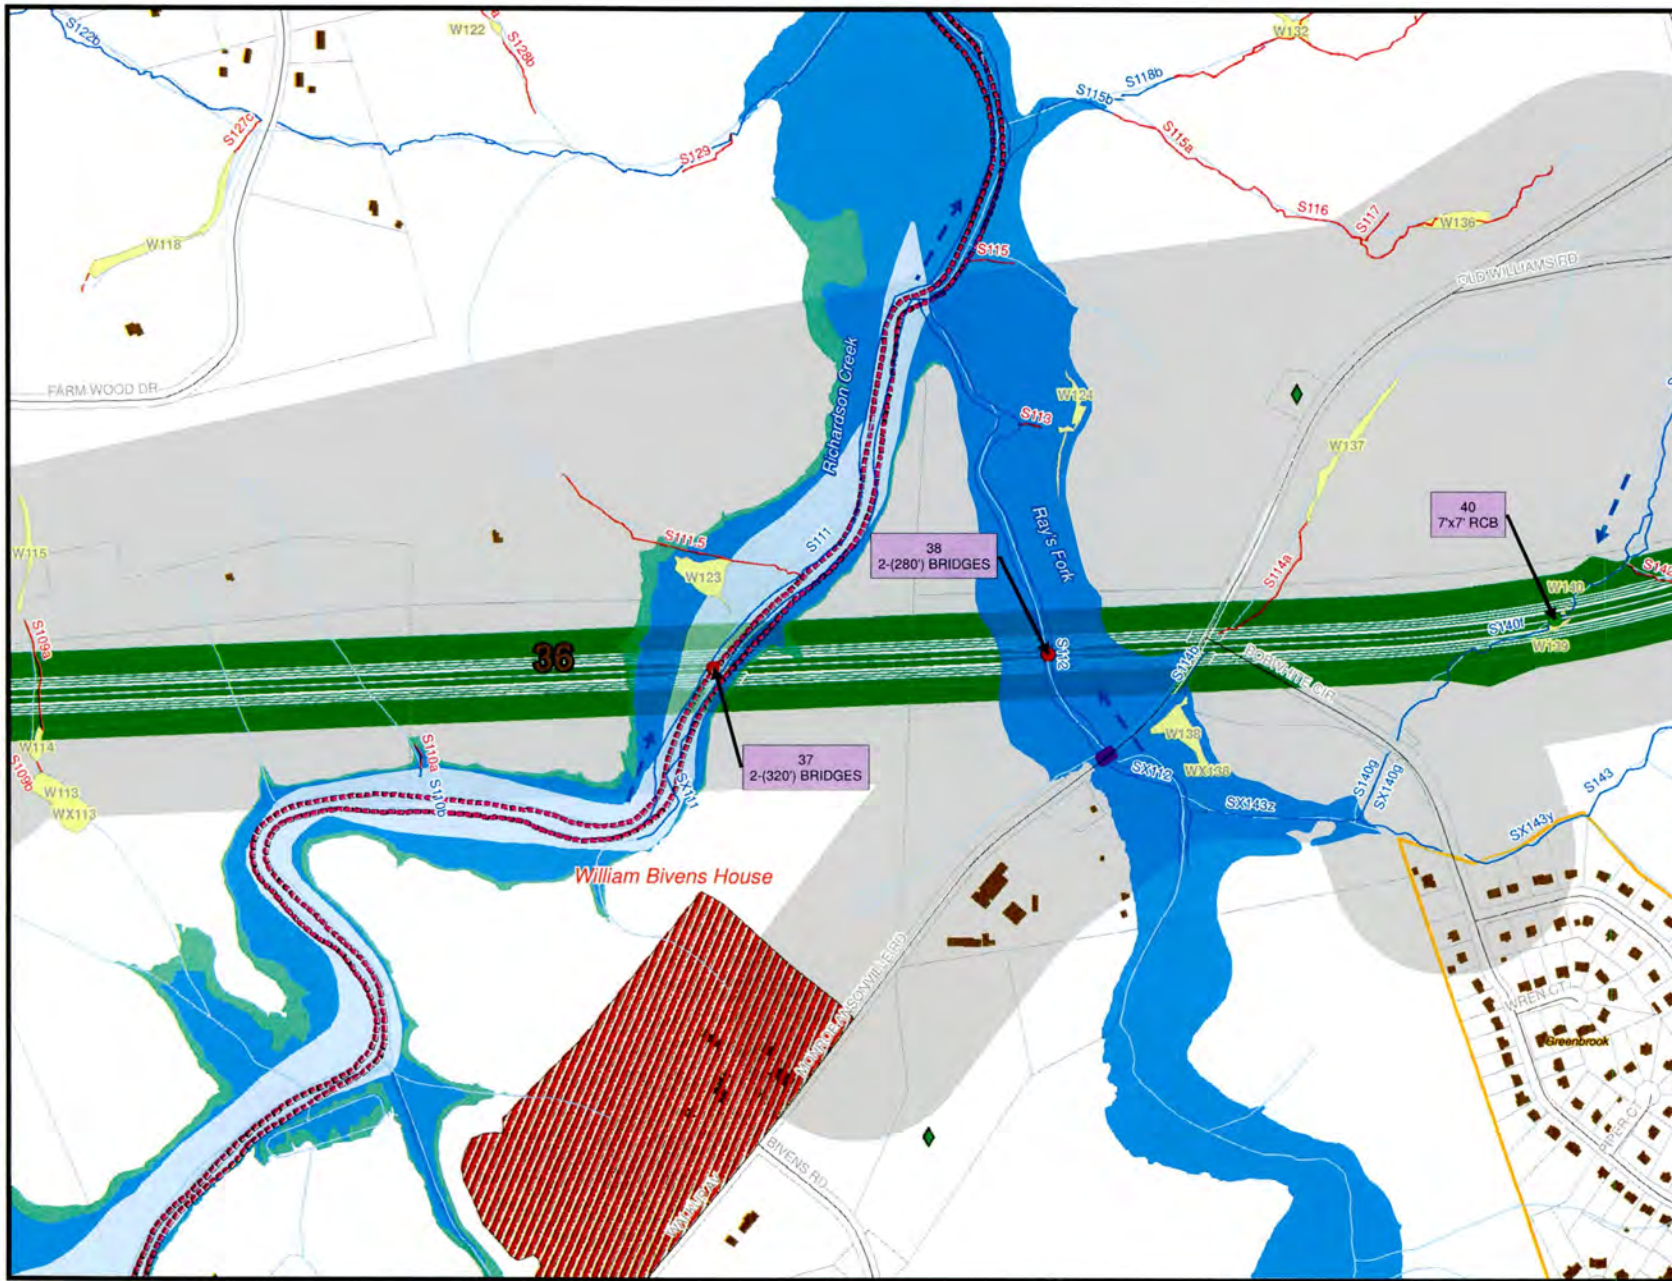 S122b
W122
S128b
W132
S118b
S115b
S127c
S129
S115a
S116
S117
W136
W118
S115
OLD WILLIAMS RD
FARM WOOD DR
Richardson Creek
W124
S113
W137
40
7'x7' RCB
Ray's Fork
S111
38
2-(280') BRIDGES
W115
S111.5
W123
S114a
S142
W140
S109a
36
S112
S114b
S140f
W139
DORWHITE CIR
W114
S109b
S110a
37
2-(320') BRIDGES
W138
WX138
W113
WX113
S110b
SX111
SX112
SX143z
S140g
SX140g
S143
SX143y
William Bivens House
MONROE ANSONVILLE RD
WREN CT
Greenbrook
PIPER CT
BIVENS RD